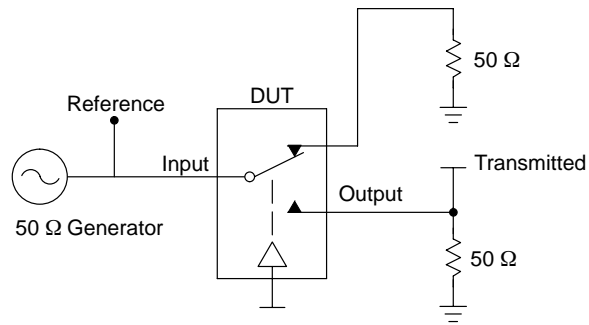 50 Ω
DUT
Reference
Input
Transmitted
Output
50 Ω Generator
50 Ω